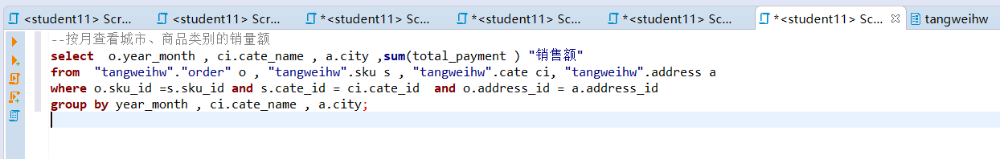 <student11> Scr... <student11> Scr... *<student11> Sc... *<student11> Sc... *<student11> Sc... *<student11> Sc... tangweihw
--按月查看城市、商品类别的销量额
select  o.year_month , ci.cate_name , a.city ,sum(total_payment ) "销售额"
from  "tangweihw"."order" o , "tangweihw".sku s , "tangweihw".cate ci, "tangweihw".address a
where o.sku_id =s.sku_id and s.cate_id = ci.cate_id  and o.address_id = a.address_id
group by year_month , ci.cate_name , a.city;